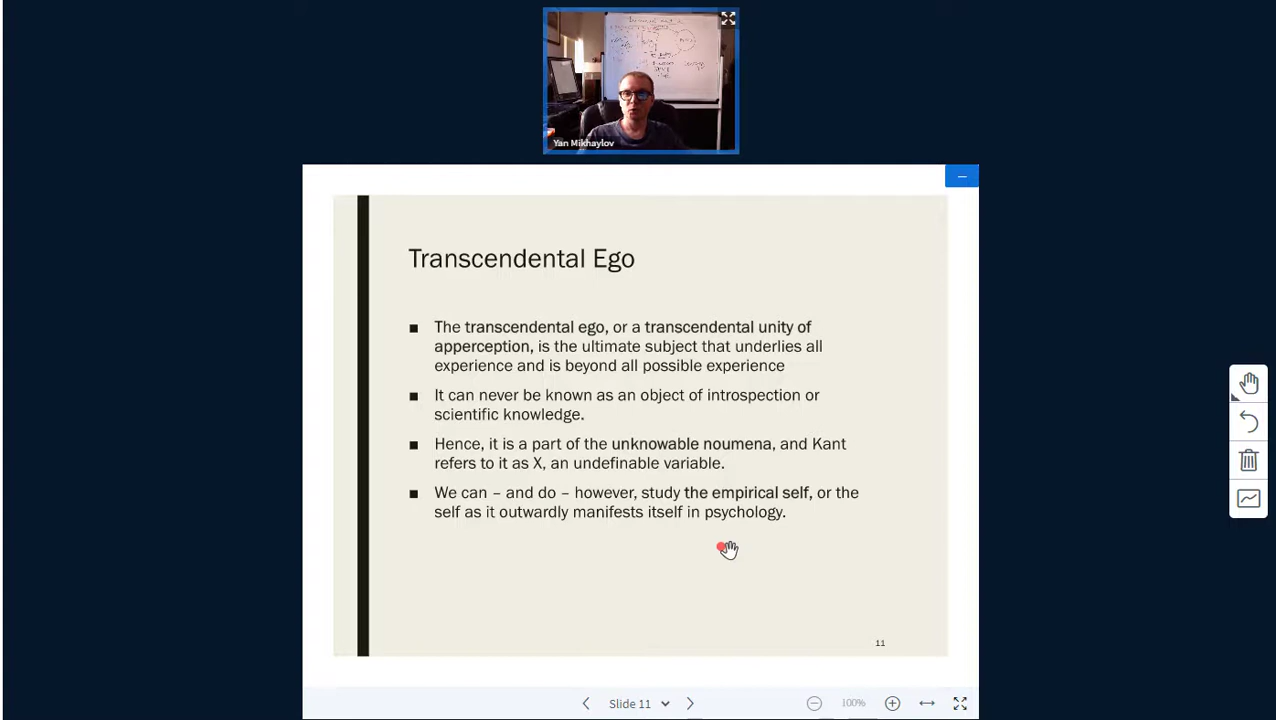 Yan Mikhaylov
Transcendental Ego
■ The transcendental ego, or a transcendental unity of
apperception, is the ultimate subject that underlies all
experience and is beyond all possible experience
■ It can never be known as an object of introspection or
scientific knowledge.
■ Hence, it is a part of the unknowable noumena, and Kant
refers to it as X, an undefinable variable.
■ We can – and do – however, study the empirical self, or the
self as it outwardly manifests itself in psychology.
11
Slide 11
100%